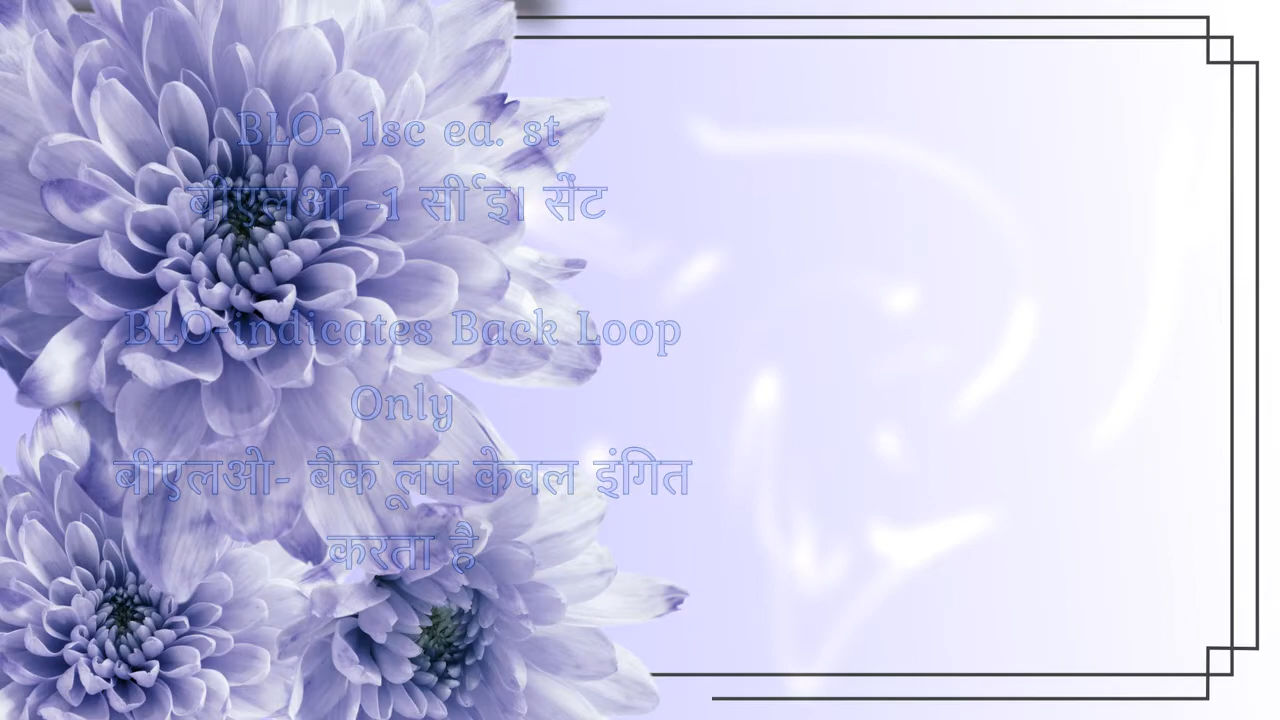 BLO- 1sc ea. st
बीएलओ -1 सीर्इ। सेंट
BLO-indicates Back Loop
Only
बीएलओ- बैक लूप केवल इंगित
करता है